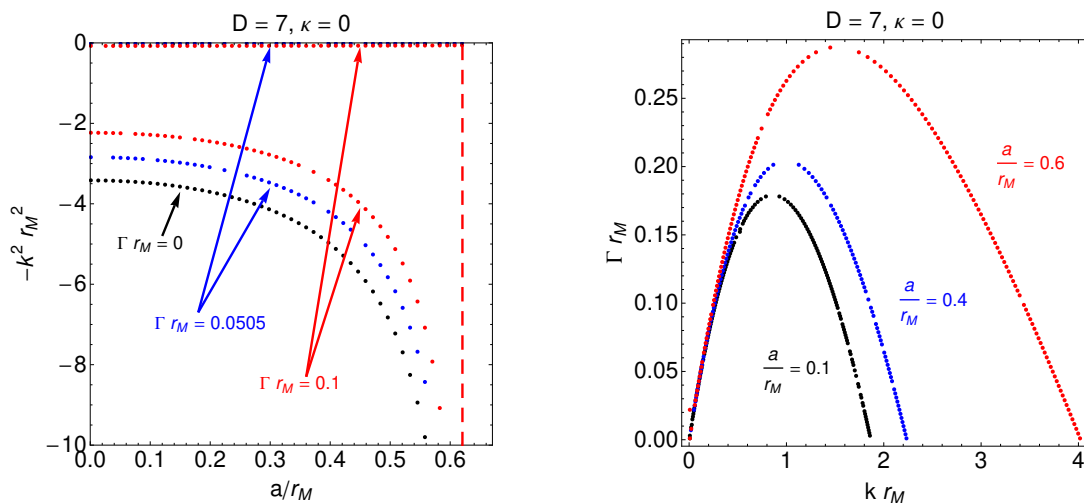 D = 7, κ = 0
0
−2
−4
−6
−8
−10
−k² r_M²
Γ r_M = 0
Γ r_M = 0.0505
Γ r_M = 0.1
0.0 0.1 0.2 0.3 0.4 0.5 0.6
a/r_M
D = 7, κ = 0
0.25
0.20
0.15
0.10
0.05
0.00
Γ r_M
a/r_M = 0.6
a/r_M = 0.4
a/r_M = 0.1
0 1 2 3 4
k r_M